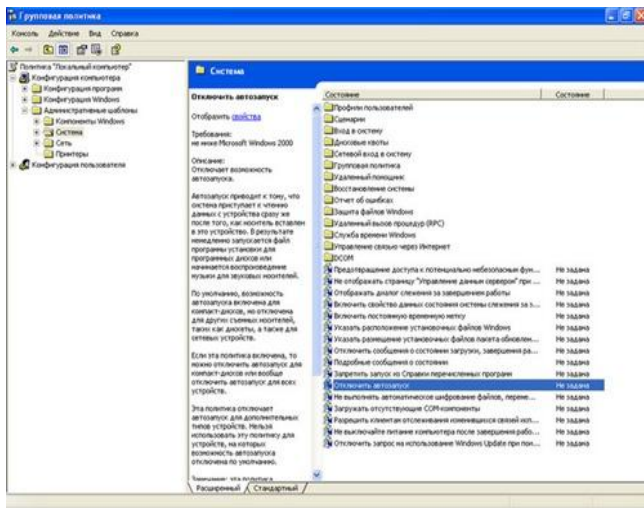 Групповая политика
Консоль Действие Вид Справка
Политика "Локальный компьютер"
Конфигурация компьютера
Конфигурация программ
Конфигурация Windows
Административные шаблоны
Компоненты Windows
Система
Сеть
Принтеры
Конфигурация пользователя
Система
Отключить автозапуск
Отобразить свойства
Требования:
не ниже Microsoft Windows 2000
Описание:
Отключает возможность
автозапуска.
Автозапуск приводит к тому, что
система приступает к чтению
данных с устройства сразу же
после того, как носитель вставлен
в это устройство. В результате
немедленно запускается файл
программы установки для
программных дисков или
начинается воспроизведение
музыки для звуковых носителей.
По умолчанию, возможность
автозапуска включена для
компакт-дисков, но отключена
для других съемных носителей,
таких как дискеты, а также для
сетевых устройств.
Если эта политика включена, то
можно отключить автозапуск для
компакт-дисков или вообще
отключить автозапуск для всех
устройств.
Эта политика отключает
автозапуск для дополнительных
типов устройств. Нельзя
использовать эту политику для
устройств, на которых
возможность автозапуска
отключена по умолчанию.
Замечание: эта политика
Состояние Состояние
Профили пользователей
Сценарии
Вход в систему
Дисковые квоты
Сетевой вход в систему
Групповая политика
Удаленный помощник
Восстановление системы
Отчет об ошибках
Защита файлов Windows
Удаленный вызов процедур (RPC)
Служба времени Windows
Управление связью через Интернет
DCOM
Предотвращение доступа к потенциально небезопасным фун... Не задана
Не отображать страницу "Управление данным сервером" при ... Не задана
Отображать диалог слежения за завершением работы Не задана
Включить свойство данных состояния системы слежения за з... Не задана
Включить постоянную временную метку Не задана
Указать расположение установочных файлов Windows Не задана
Указать размещение установочных файлов пакета обновлен... Не задана
Отключить сообщения о состоянии загрузки, завершения ра... Не задана
Подробные сообщения о состоянии Не задана
Запретить запуск из Справки перечисленных программ Не задана
Отключить автозапуск Не задана
Не выполнять автоматическое шифрование файлов, переме... Не задана
Загружать отсутствующие COM-компоненты Не задана
Разрешить клиентам отслеживания изменившихся связей исп... Не задана
Не выключайте питание компьютера после завершения рабо... Не задана
Отключить запрос на использование Windows Update при пои... Не задана
Расширенный Стандартный